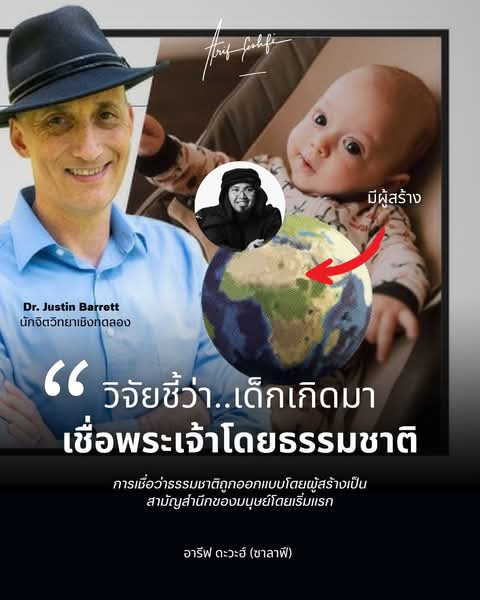 Arif Geshfi
มีผู้สร้าง
Dr. Justin Barrett
นักจิตวิทยาเชิงทดลอง
“ วิจัยชี้ว่า..เด็กเกิดมา
เชื่อพระเจ้าโดยธรรมชาติ
การเชื่อว่าธรรมชาติถูกออกแบบโดยผู้สร้างเป็น
สามัญสำนึกของมนุษย์โดยเริ่มแรก
อารีฟ ดะวะฮ์ (ซาลาฟี)